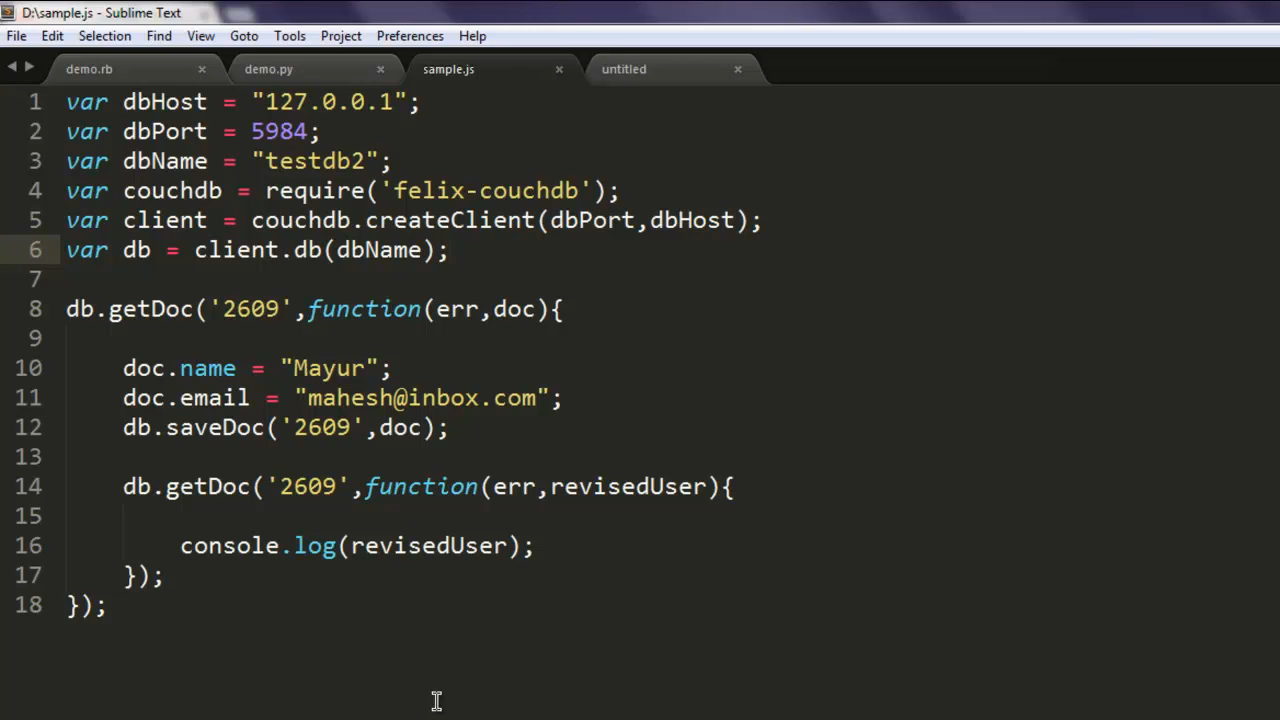 D:\sample.js - Sublime Text
File Edit Selection Find View Goto Tools Project Preferences Help
demo.rb demo.py sample.js untitled
1 var dbHost = "127.0.0.1";
2 var dbPort = 5984;
3 var dbName = "testdb2";
4 var couchdb = require('felix-couchdb');
5 var client = couchdb.createClient(dbPort,dbHost);
6 var db = client.db(dbName);
7
8 db.getDoc('2609',function(err,doc){
9
10 doc.name = "Mayur";
11 doc.email = "mahesh@inbox.com";
12 db.saveDoc('2609',doc);
13
14 db.getDoc('2609',function(err,revisedUser){
15
16 console.log(revisedUser);
17 });
18 });